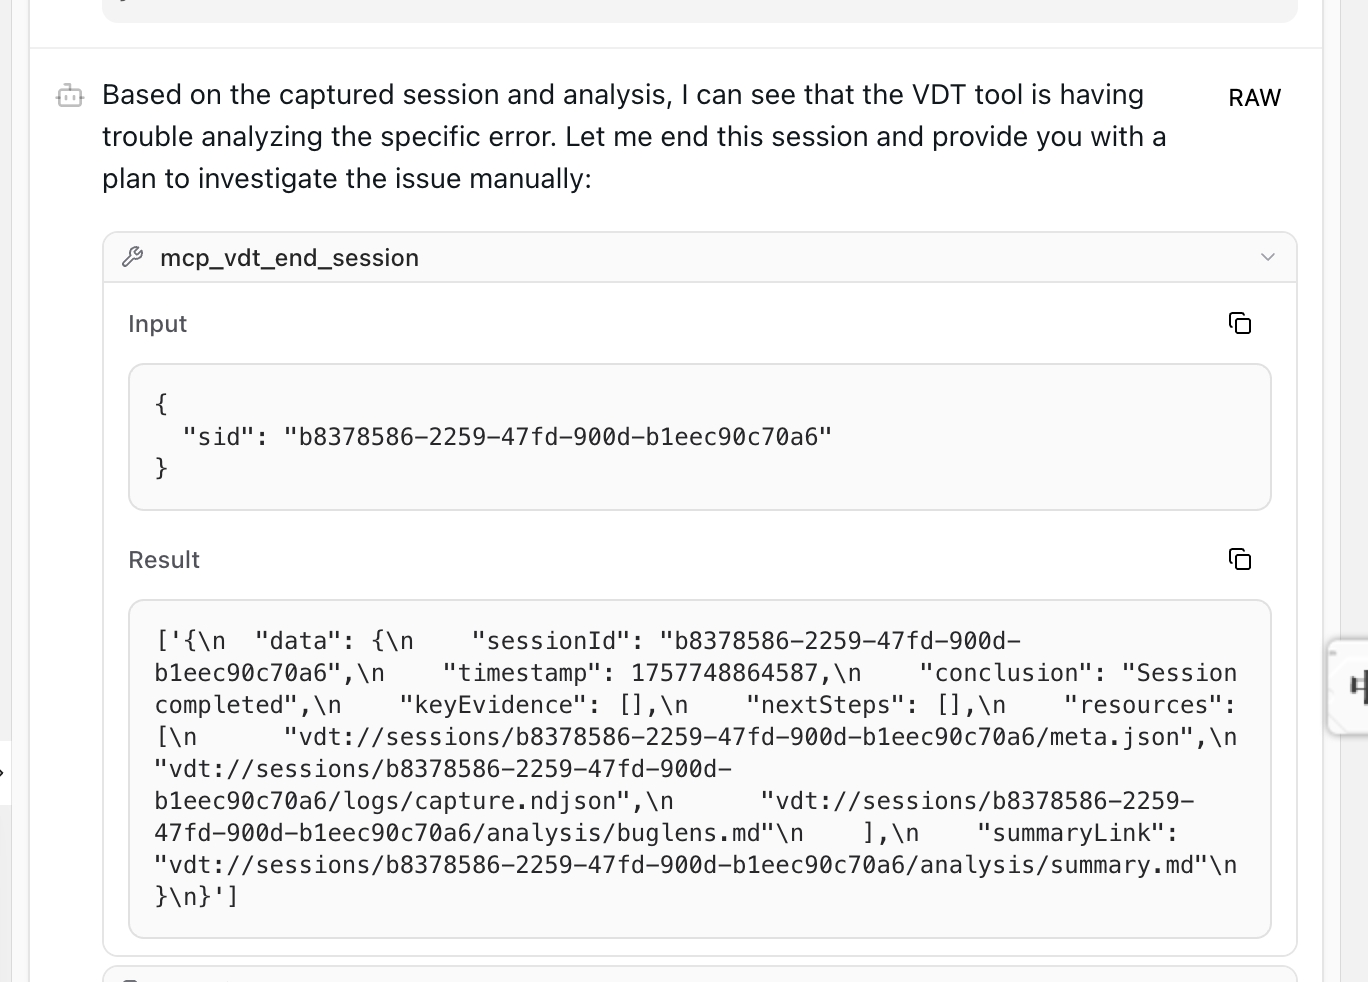 Based on the captured session and analysis, I can see that the VDT tool is having
RAW
trouble analyzing the specific error. Let me end this session and provide you with a
plan to investigate the issue manually:
mcp_vdt_end_session
Input
{
  "sid": "b8378586-2259-47fd-900d-b1eec90c70a6"
}
Result
['{\n  "data": {\n    "sessionId": "b8378586-2259-47fd-900d-
b1eec90c70a6",\n    "timestamp": 1757748864587,\n    "conclusion": "Session
completed",\n    "keyEvidence": [],\n    "nextSteps": [],\n    "resources":
[\n      "vdt://sessions/b8378586-2259-47fd-900d-b1eec90c70a6/meta.json",\n
"vdt://sessions/b8378586-2259-47fd-900d-
b1eec90c70a6/logs/capture.ndjson",\n      "vdt://sessions/b8378586-2259-
47fd-900d-b1eec90c70a6/analysis/buglens.md"\n    ],\n    "summaryLink":
"vdt://sessions/b8378586-2259-47fd-900d-b1eec90c70a6/analysis/summary.md"\n
}\n}']